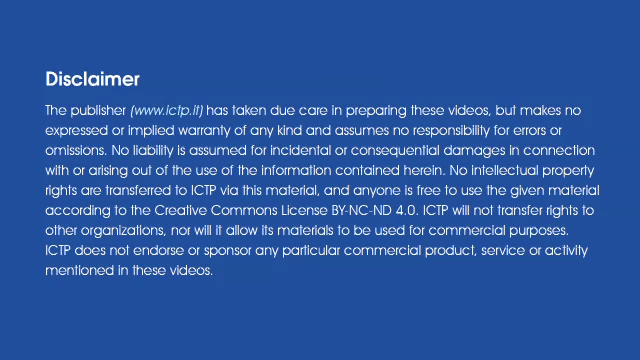 Disclaimer
The publisher (www.ictp.it) has taken due care in preparing these videos, but makes no
expressed or implied warranty of any kind and assumes no responsibility for errors or
omissions. No liability is assumed for incidental or consequential damages in connection
with or arising out of the use of the information contained herein. No intellectual property
rights are transferred to ICTP via this material, and anyone is free to use the given material
according to the Creative Commons License BY-NC-ND 4.0. ICTP will not transfer rights to
other organizations, nor will it allow its materials to be used for commercial purposes.
ICTP does not endorse or sponsor any particular commercial product, service or activity
mentioned in these videos.